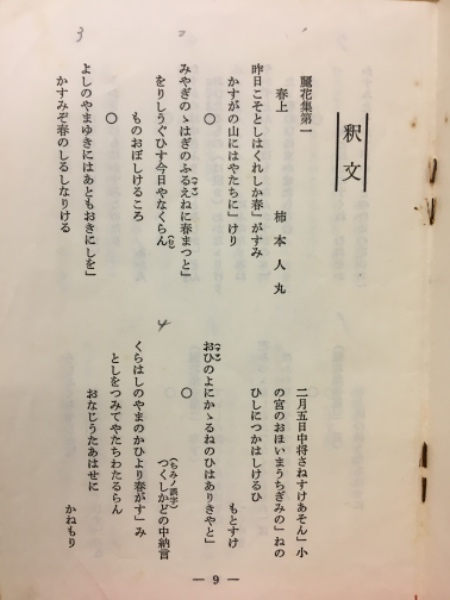 釈文
麗花集第一
春上
柿本人丸
昨日こそとしはくれしか春」がすみ
かすがの山にはやたちに」けり
○
みやぎのゝはぎのふるえ(ママ)ねに春まつと」
をりしうぐひす今日やなくらん
○
ものおぼしけるころ
よしのやまゆきにはあともおきにしを」
かすみぞ春のしるしなりける
二月五日中将さねすけあそん」小
の宮のおほいまうちぎみの」ねの
ひしにつかはしけるひ
もとすけ
おひ(ママ)のよにかゝるねのひはありきやと」
○
つくしかどの中納言
くらはしのやまのかひより春がす」み
としをつみてやたちわたるらん
おなじうたあはせに
かねもり
— 9 —
3
2
1
4